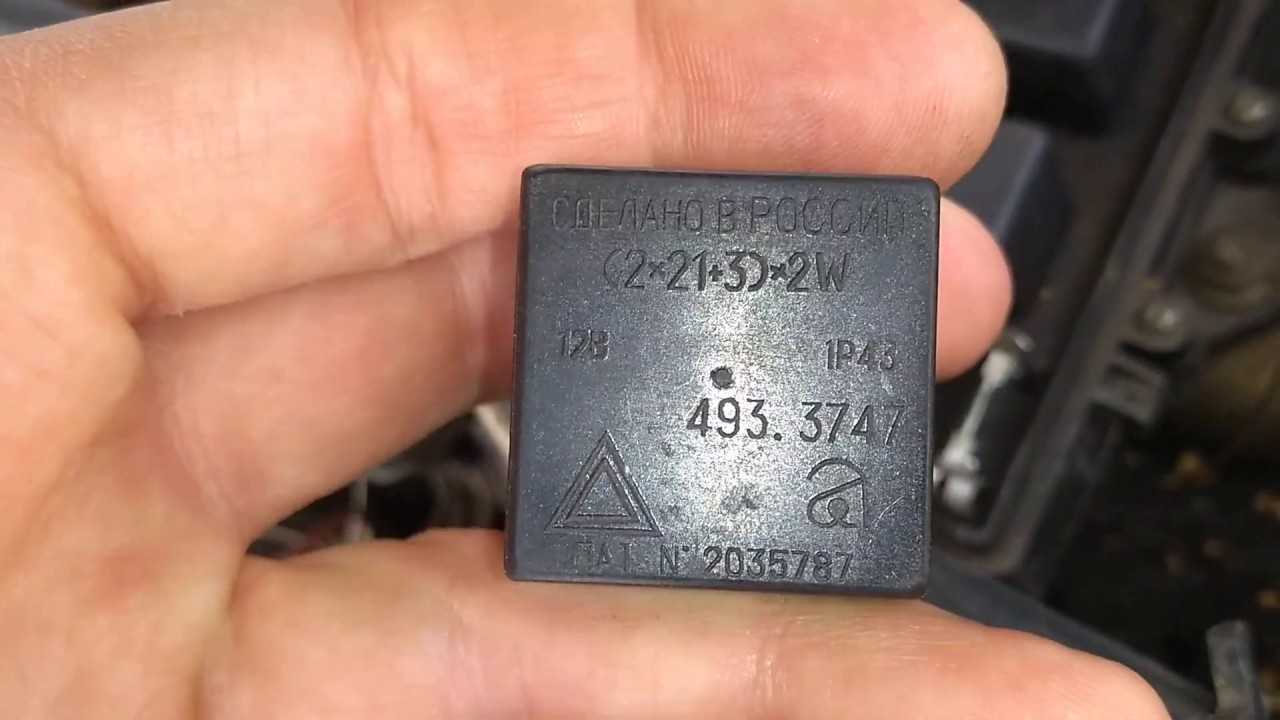 СДЕЛАНО В РОССИИ
(2×21+3)×2W
12В IP43
493.3747
ПАТ. № 2035787